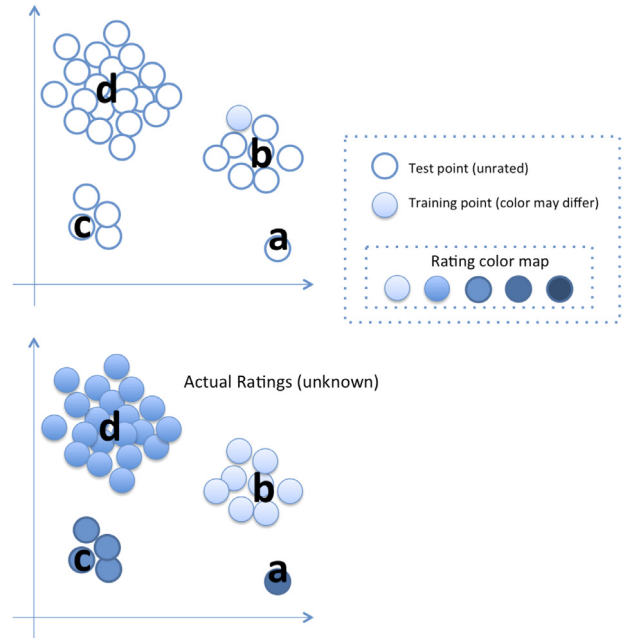 d
b
c
a
Test point (unrated)
Training point (color may differ)
Rating color map
Actual Ratings (unknown)
d
b
c
a